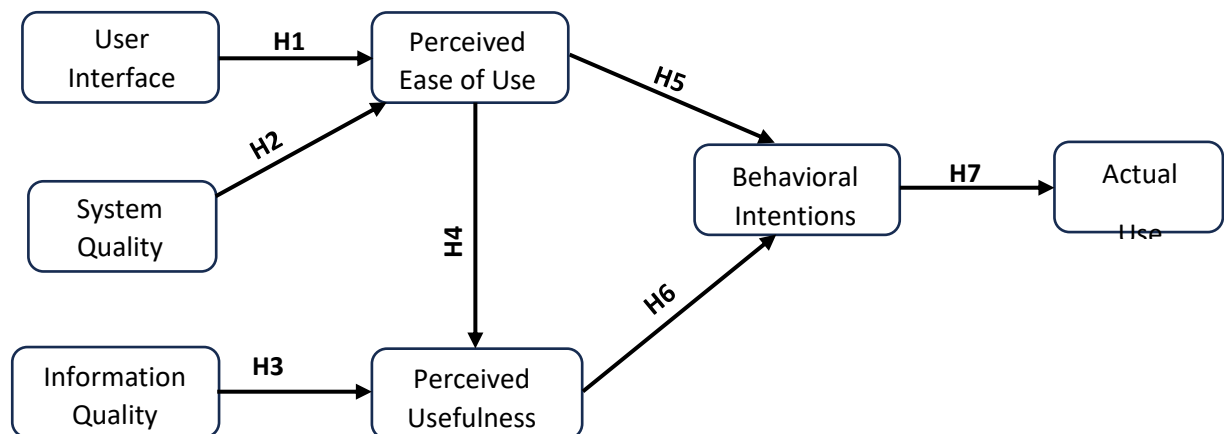 User
Interface
H1
Perceived
Ease of Use
H5
H2
System
Quality
H4
Behavioral
Intentions
H7
Actual
Use
H6
Information
Quality
H3
Perceived
Usefulness